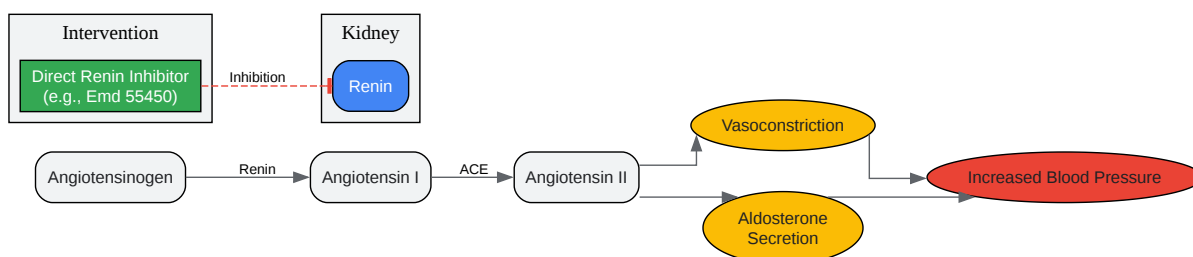 Intervention
Kidney
Direct Renin Inhibitor
(e.g., Emd 55450)
Inhibition
Renin
Angiotensinogen
Renin
Angiotensin I
ACE
Angiotensin II
Vasoconstriction
Aldosterone
Secretion
Increased Blood Pressure